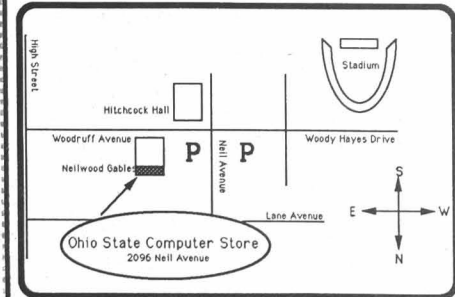 High Street
Stadium
Hitchcock Hall
Woodruff Avenue
P
Neil Avenue
P
Woody Hayes Drive
Neilwood Gables
S
E
W
N
Lane Avenue
Ohio State Computer Store
2096 Neil Avenue